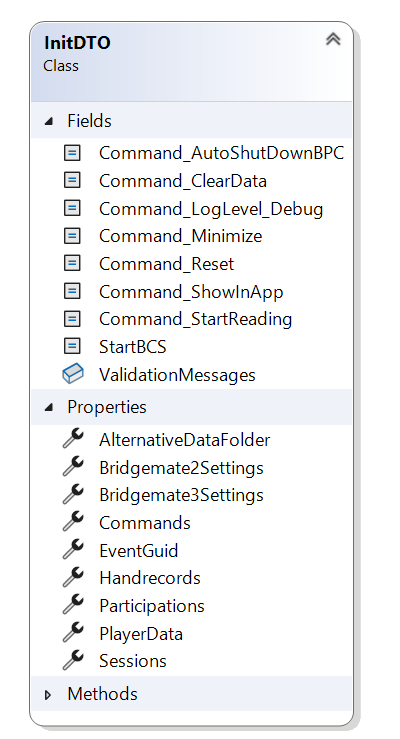 InitDTO
Class
Fields
Command_AutoShutDownBPC
Command_ClearData
Command_LogLevel_Debug
Command_Minimize
Command_Reset
Command_ShowInApp
Command_StartReading
StartBCS
ValidationMessages
Properties
AlternativeDataFolder
Bridgemate2Settings
Bridgemate3Settings
Commands
EventGuid
Handrecords
Participations
PlayerData
Sessions
Methods